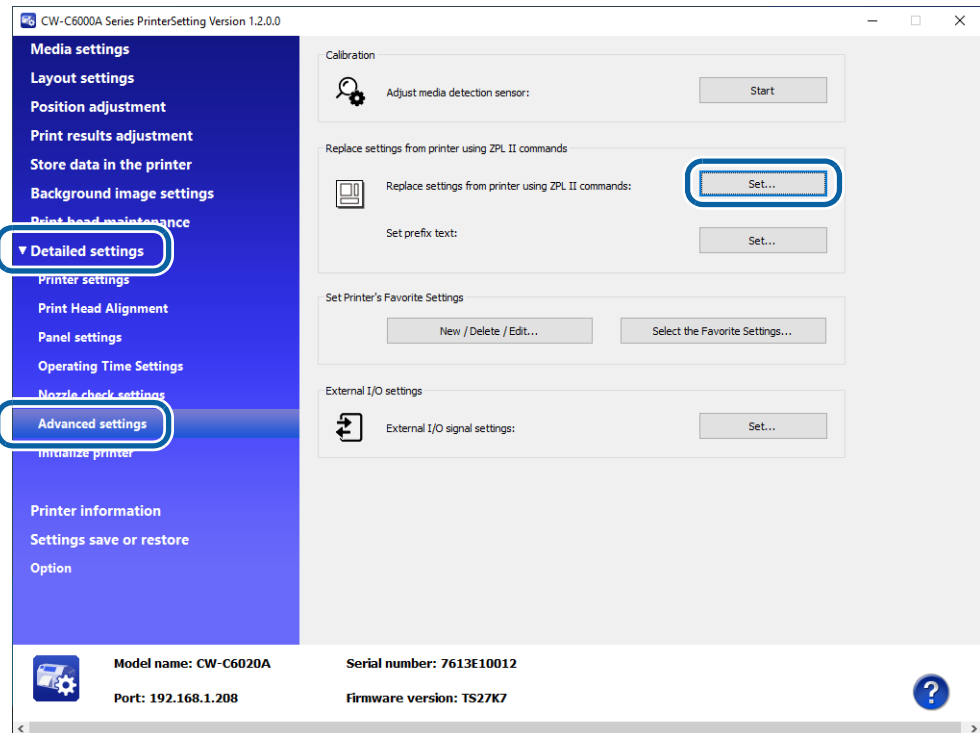 CW-C6000A Series PrinterSetting Version 1.2.0.0
Media settings
Layout settings
Position adjustment
Print results adjustment
Store data in the printer
Background image settings
Print head maintenance
Detailed settings
Printer settings
Print Head Alignment
Panel settings
Operating Time Settings
Nozzle check settings
Advanced settings
Initialize printer
Printer information
Settings save or restore
Option
Calibration
Adjust media detection sensor:
Start
Replace settings from printer using ZPL II commands
Replace settings from printer using ZPL II commands:
Set...
Set prefix text:
Set...
Set Printer's Favorite Settings
New / Delete / Edit...
Select the Favorite Settings...
External I/O settings
External I/O signal settings:
Set...
Model name: CW-C6020A
Serial number: 7613E10012
Port: 192.168.1.208
Firmware version: TS27K7
?